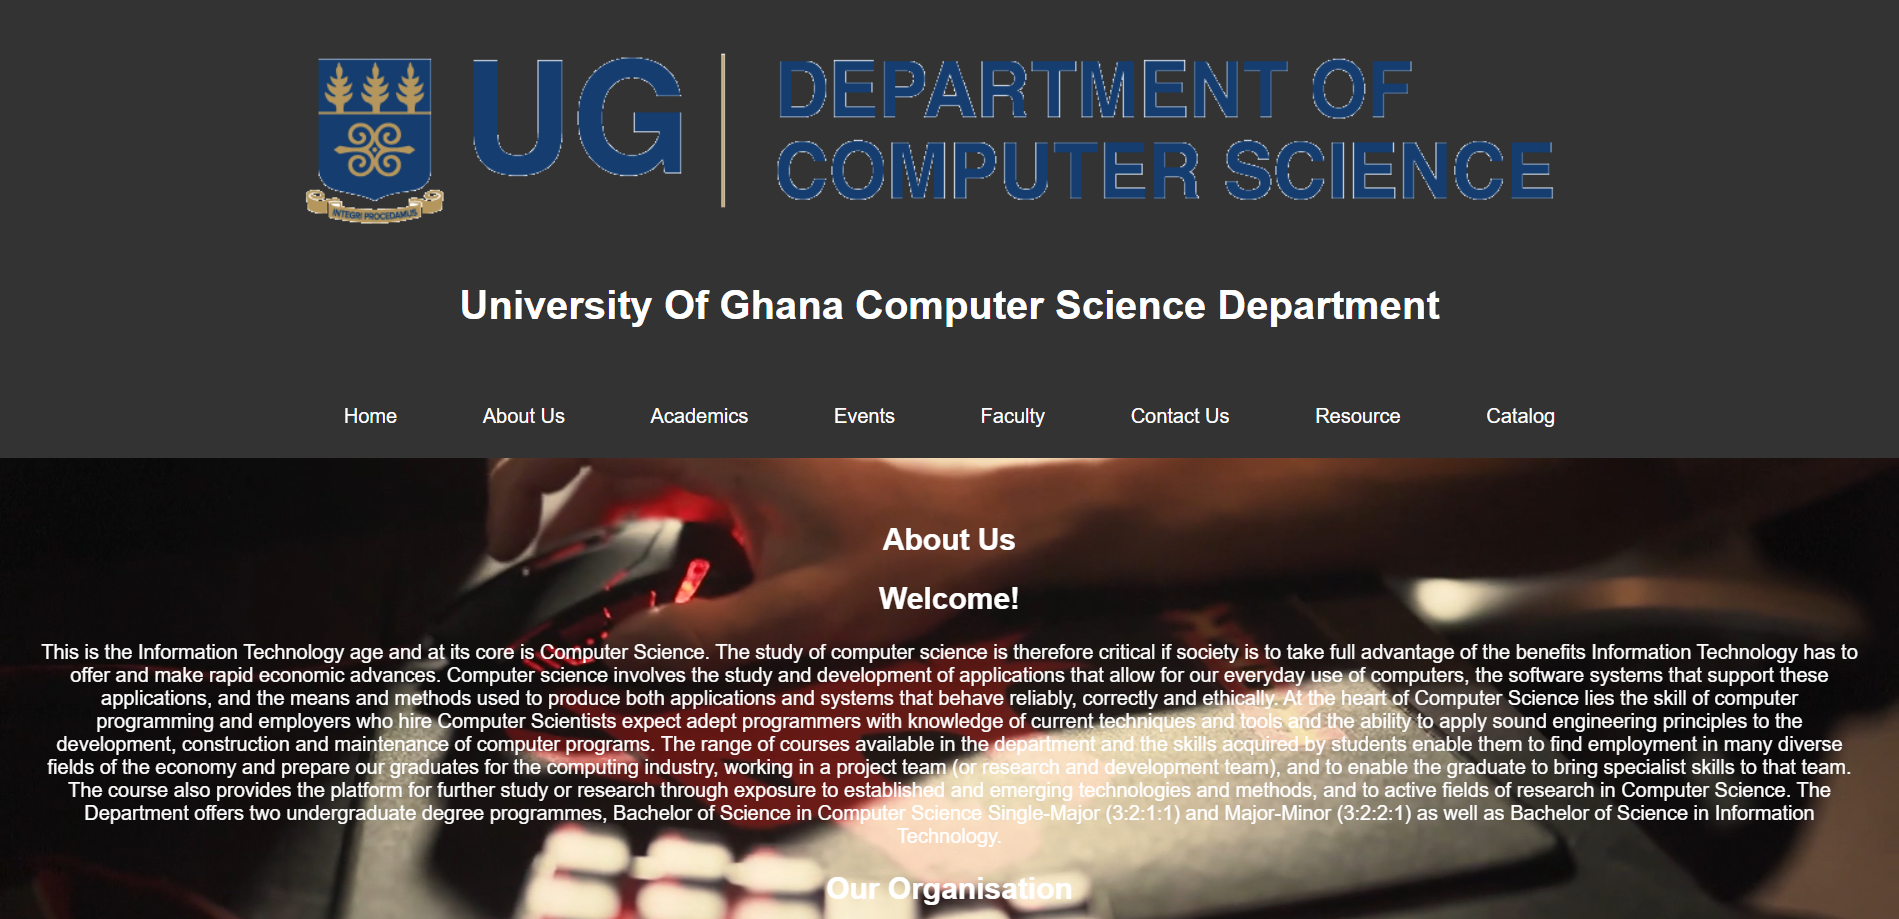 INTEGRI PROCEDAMUS
UG
DEPARTMENT OF
COMPUTER SCIENCE
University Of Ghana Computer Science Department
Home About Us Academics Events Faculty Contact Us Resource Catalog
About Us
Welcome!
This is the Information Technology age and at its core is Computer Science. The study of computer science is therefore critical if society is to take full advantage of the benefits Information Technology has to
offer and make rapid economic advances. Computer science involves the study and development of applications that allow for our everyday use of computers, the software systems that support these
applications, and the means and methods used to produce both applications and systems that behave reliably, correctly and ethically. At the heart of Computer Science lies the skill of computer
programming and employers who hire Computer Scientists expect adept programmers with knowledge of current techniques and tools and the ability to apply sound engineering principles to the
development, construction and maintenance of computer programs. The range of courses available in the department and the skills acquired by students enable them to find employment in many diverse
fields of the economy and prepare our graduates for the computing industry, working in a project team (or research and development team), and to enable the graduate to bring specialist skills to that team.
The course also provides the platform for further study or research through exposure to established and emerging technologies and methods, and to active fields of research in Computer Science. The
Department offers two undergraduate degree programmes, Bachelor of Science in Computer Science Single-Major (3:2:1:1) and Major-Minor (3:2:2:1) as well as Bachelor of Science in Information
Technology.
Our Organisation